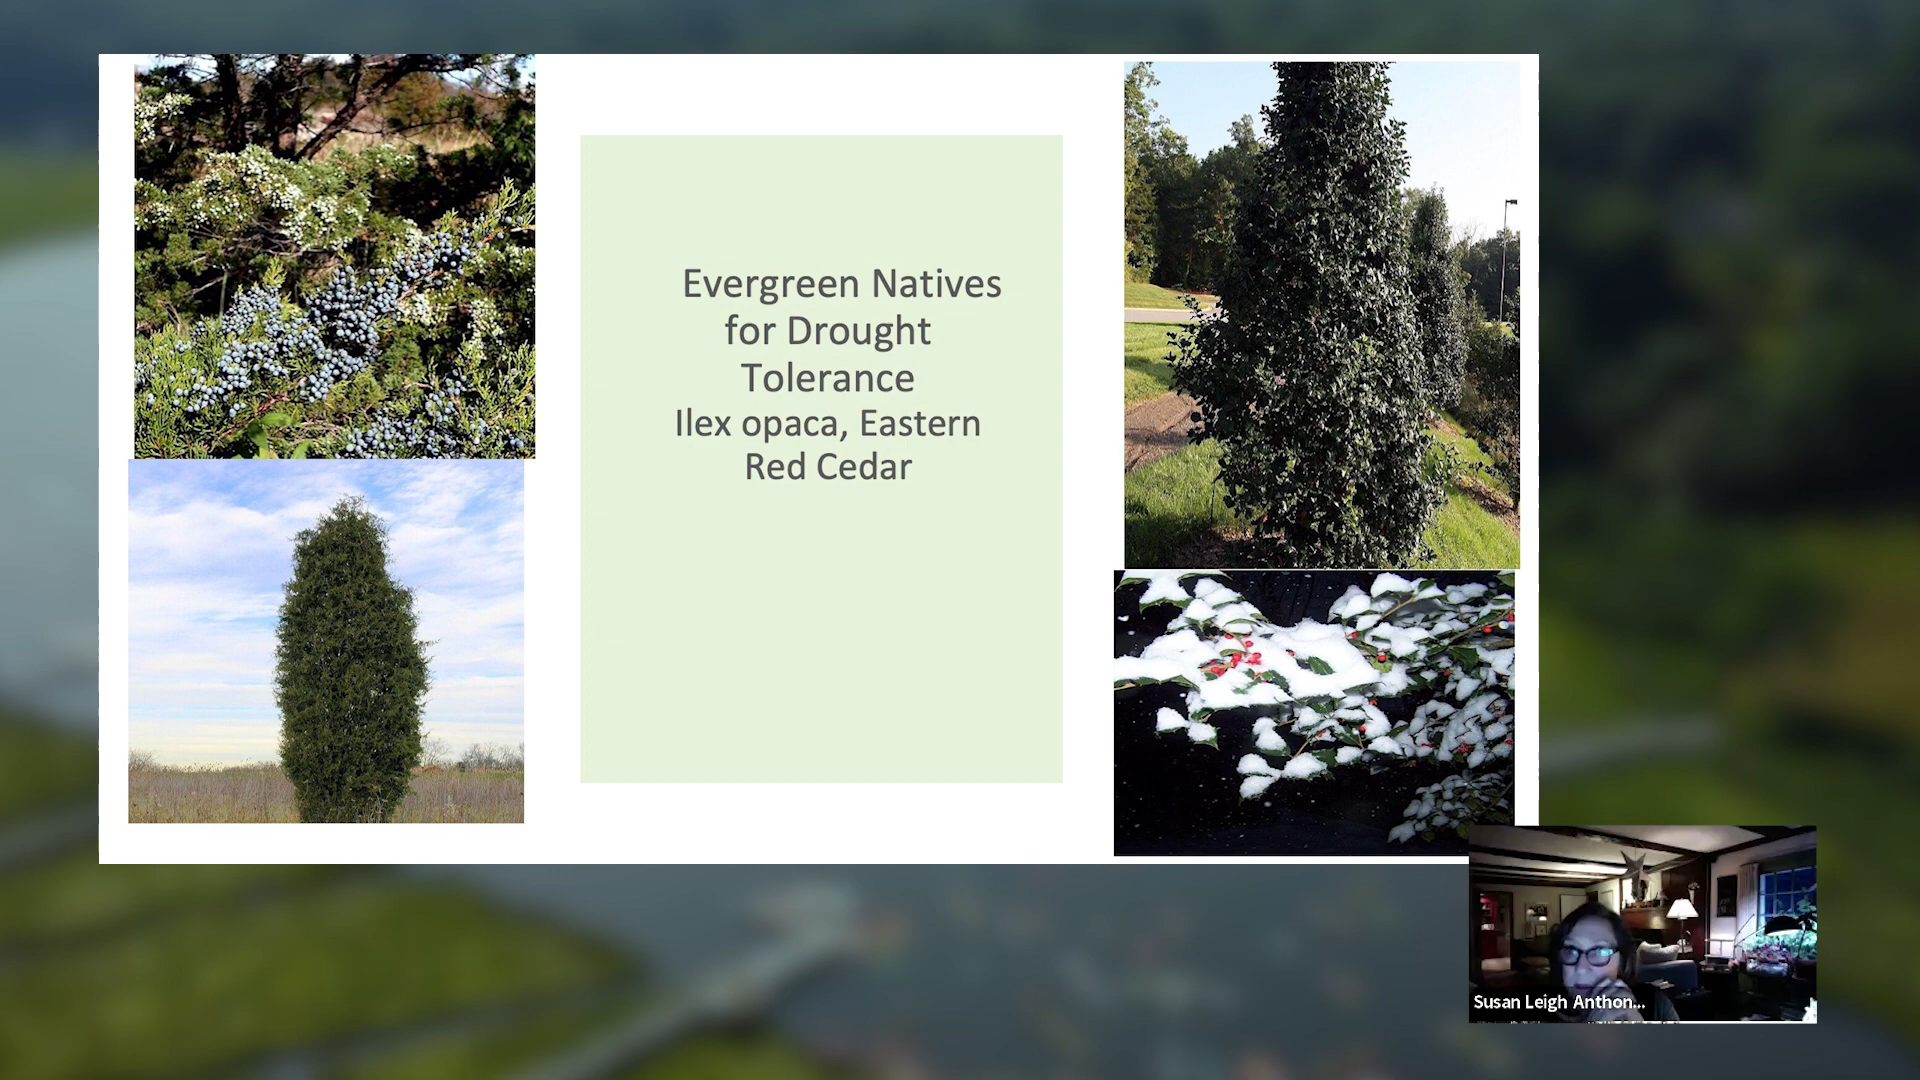 Evergreen Natives
for Drought
Tolerance
Ilex opaca, Eastern
Red Cedar
Susan Leigh Anthon...